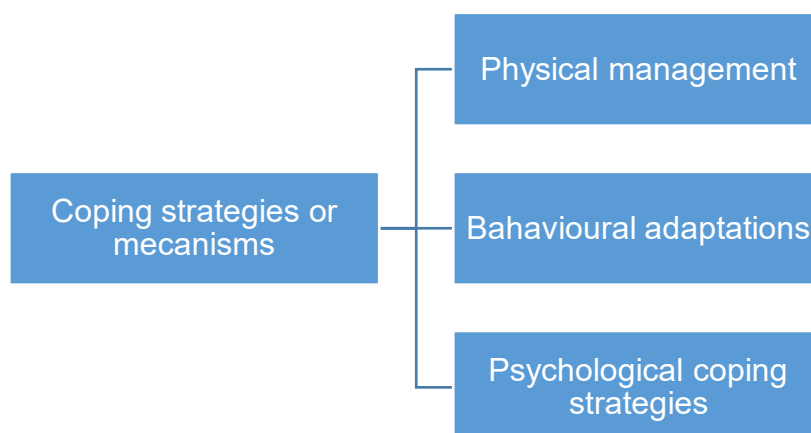 Coping strategies or
mecanisms
Physical management
Bahavioural adaptations
Psychological coping
strategies